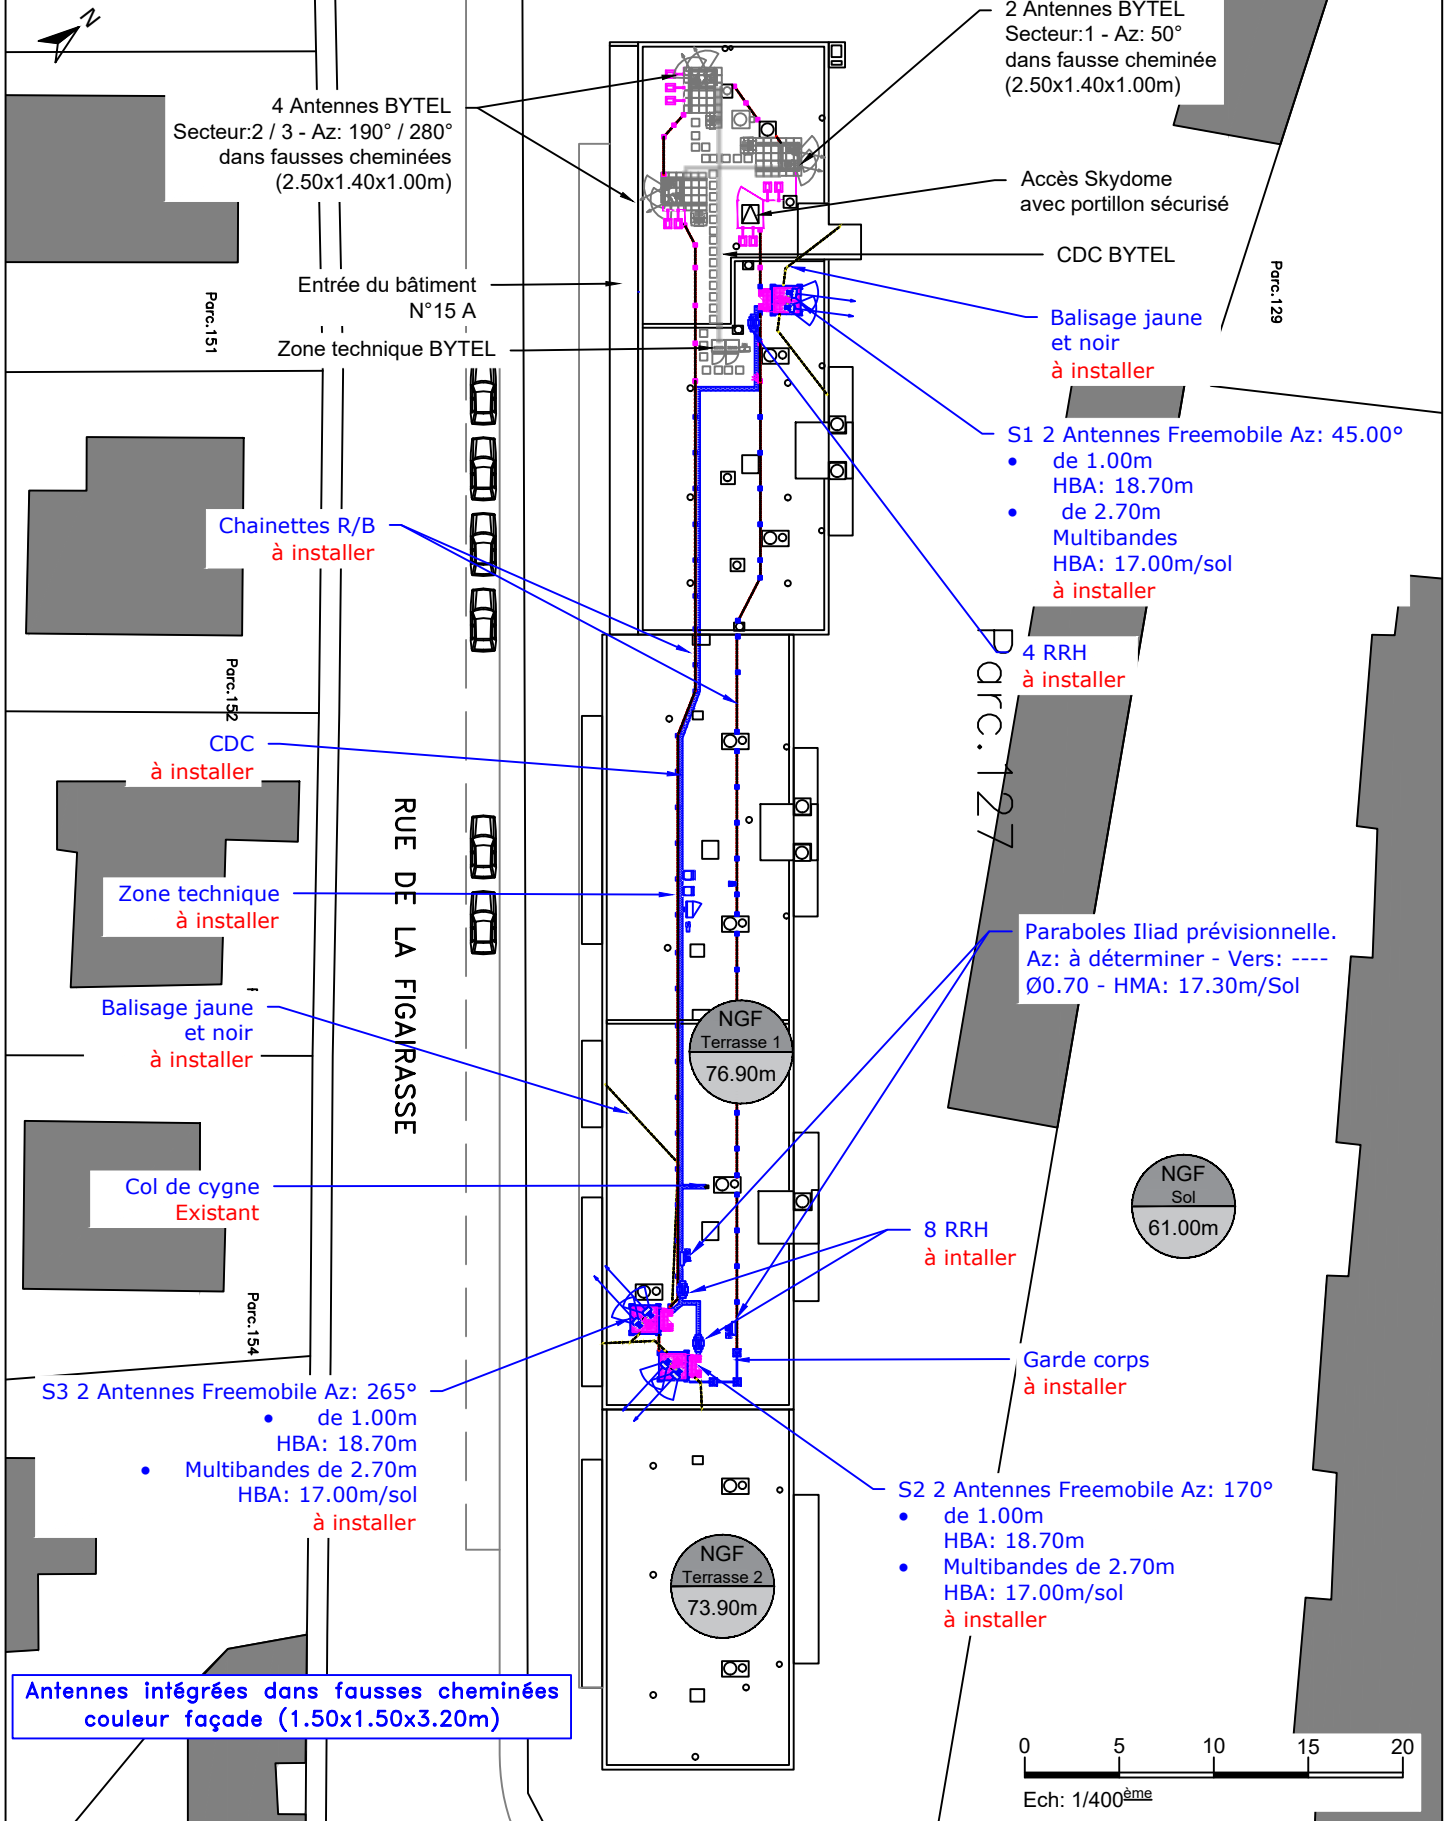 N
2 Antennes BYTEL
Secteur:1 - Az: 50°
dans fausse cheminée
(2.50x1.40x1.00m)
4 Antennes BYTEL
Secteur:2 / 3 - Az: 190° / 280°
dans fausses cheminées
(2.50x1.40x1.00m)
Accès Skydome
avec portillon sécurisé
CDC BYTEL
Entrée du bâtiment
N°15 A
Zone technique BYTEL
Parc.151
Parc.129
Balisage jaune
et noir
à installer
S1 2 Antennes Freemobile Az: 45.00°
• de 1.00m
HBA: 18.70m
• de 2.70m
Multibandes
HBA: 17.00m/sol
à installer
Chainettes R/B
à installer
4 RRH
à installer
Parc.127
Parc.152
CDC
à installer
RUE DE LA FIGAIRASSE
Zone technique
à installer
Paraboles Iliad prévisionnelle.
Az: à déterminer - Vers: ----
Ø0.70 - HMA: 17.30m/Sol
Balisage jaune
et noir
à installer
NGF
Terrasse 1
76.90m
Col de cygne
Existant
NGF
Sol
61.00m
8 RRH
à intaller
Parc.154
Garde corps
à installer
S3 2 Antennes Freemobile Az: 265°
• de 1.00m
HBA: 18.70m
• Multibandes de 2.70m
HBA: 17.00m/sol
à installer
S2 2 Antennes Freemobile Az: 170°
• de 1.00m
HBA: 18.70m
• Multibandes de 2.70m
HBA: 17.00m/sol
à installer
NGF
Terrasse 2
73.90m
Antennes intégrées dans fausses cheminées
couleur façade (1.50x1.50x3.20m)
0 5 10 15 20
Ech: 1/400ème